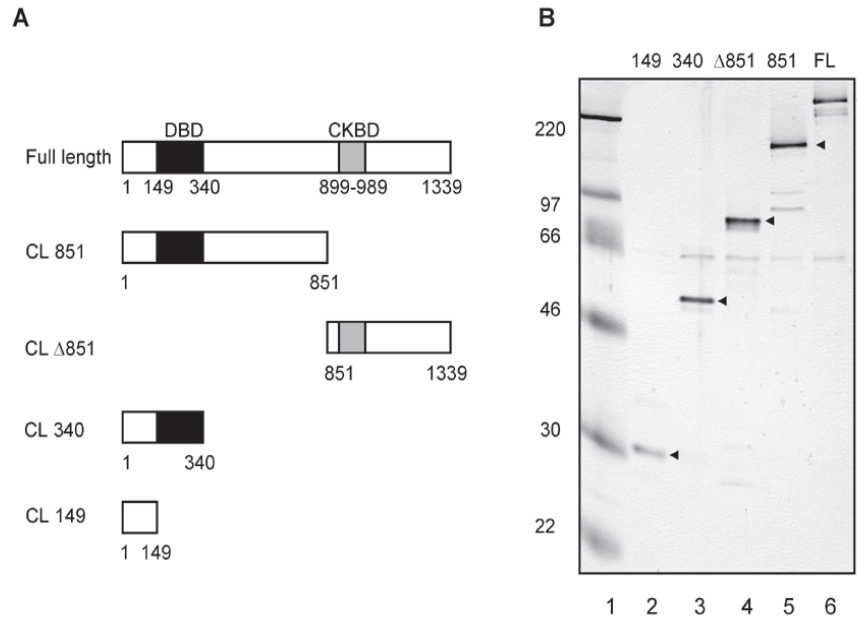 A
DBD CKBD
Full length
1 149 340 899-989 1339
CL 851
1 851
CL Δ851
851 1339
CL 340
1 340
CL 149
1 149
B
149 340 Δ851 851 FL
220
97
66
46
30
22
1 2 3 4 5 6